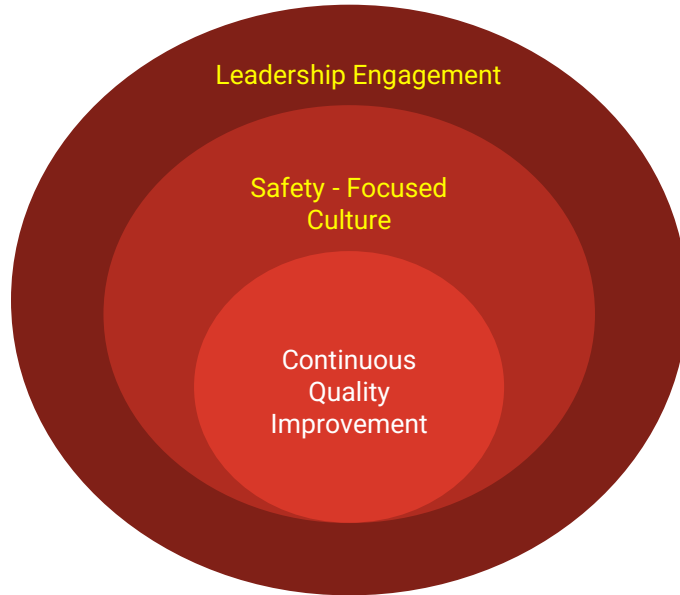 Leadership Engagement
Safety - Focused
Culture
Continuous
Quality
Improvement